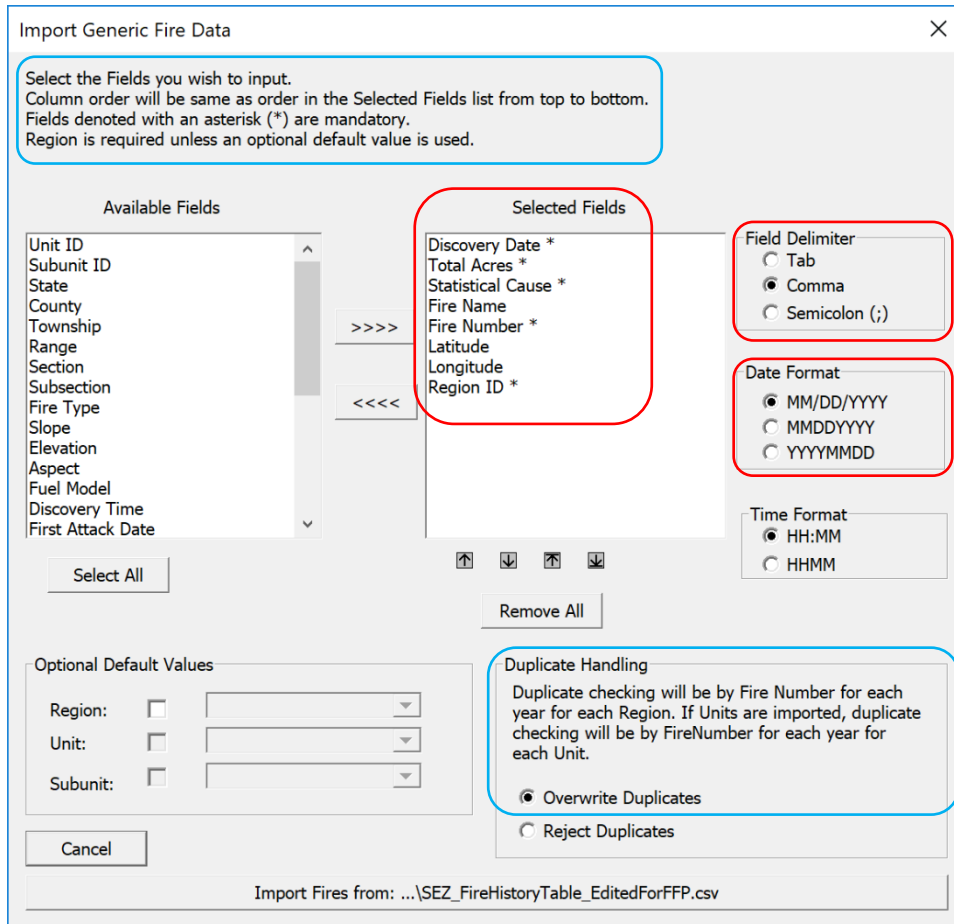 Import Generic Fire Data
Select the Fields you wish to input.
Column order will be same as order in the Selected Fields list from top to bottom.
Fields denoted with an asterisk (*) are mandatory.
Region is required unless an optional default value is used.
Available Fields
Unit ID
Subunit ID
State
County
Township
Range
Section
Subsection
Fire Type
Slope
Elevation
Aspect
Fuel Model
Discovery Time
First Attack Date
Select All
>>>>
<<<<
Selected Fields
Discovery Date *
Total Acres *
Statistical Cause *
Fire Name
Fire Number *
Latitude
Longitude
Region ID *
Remove All
Field Delimiter
Tab
Comma
Semicolon (;)
Date Format
MM/DD/YYYY
MMDDYYYY
YYYYMMDD
Time Format
HH:MM
HHMM
Optional Default Values
Region:
Unit:
Subunit:
Duplicate Handling
Duplicate checking will be by Fire Number for each
year for each Region. If Units are imported, duplicate
checking will be by FireNumber for each year for
each Unit.
Overwrite Duplicates
Reject Duplicates
Cancel
Import Fires from: ...\SEZ_FireHistoryTable_EditedForFFP.csv